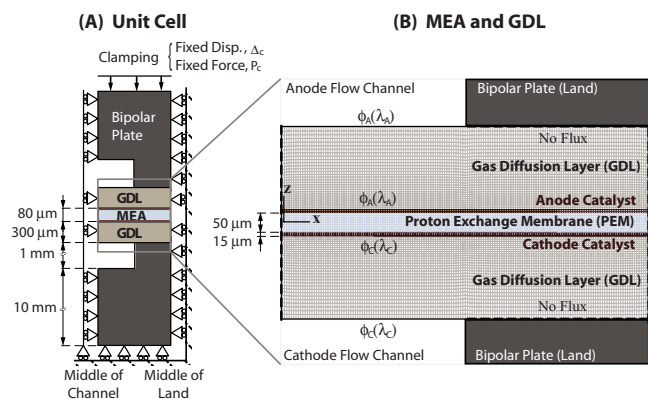 (A) Unit Cell
(B) MEA and GDL
Clamping { Fixed Disp., Δc
Fixed Force, Pc
Bipolar
Plate
GDL
MEA
GDL
80 μm
300 μm
1 mm
10 mm
Middle of
Channel
Middle of
Land
Anode Flow Channel
Bipolar Plate (Land)
ϕA(λA)
No Flux
Gas Diffusion Layer (GDL)
z
ϕA(λA)
Anode Catalyst
x
50 μm
Proton Exchange Membrane (PEM)
15 μm
ϕC(λC)
Cathode Catalyst
Gas Diffusion Layer (GDL)
No Flux
ϕC(λC)
Cathode Flow Channel
Bipolar Plate (Land)